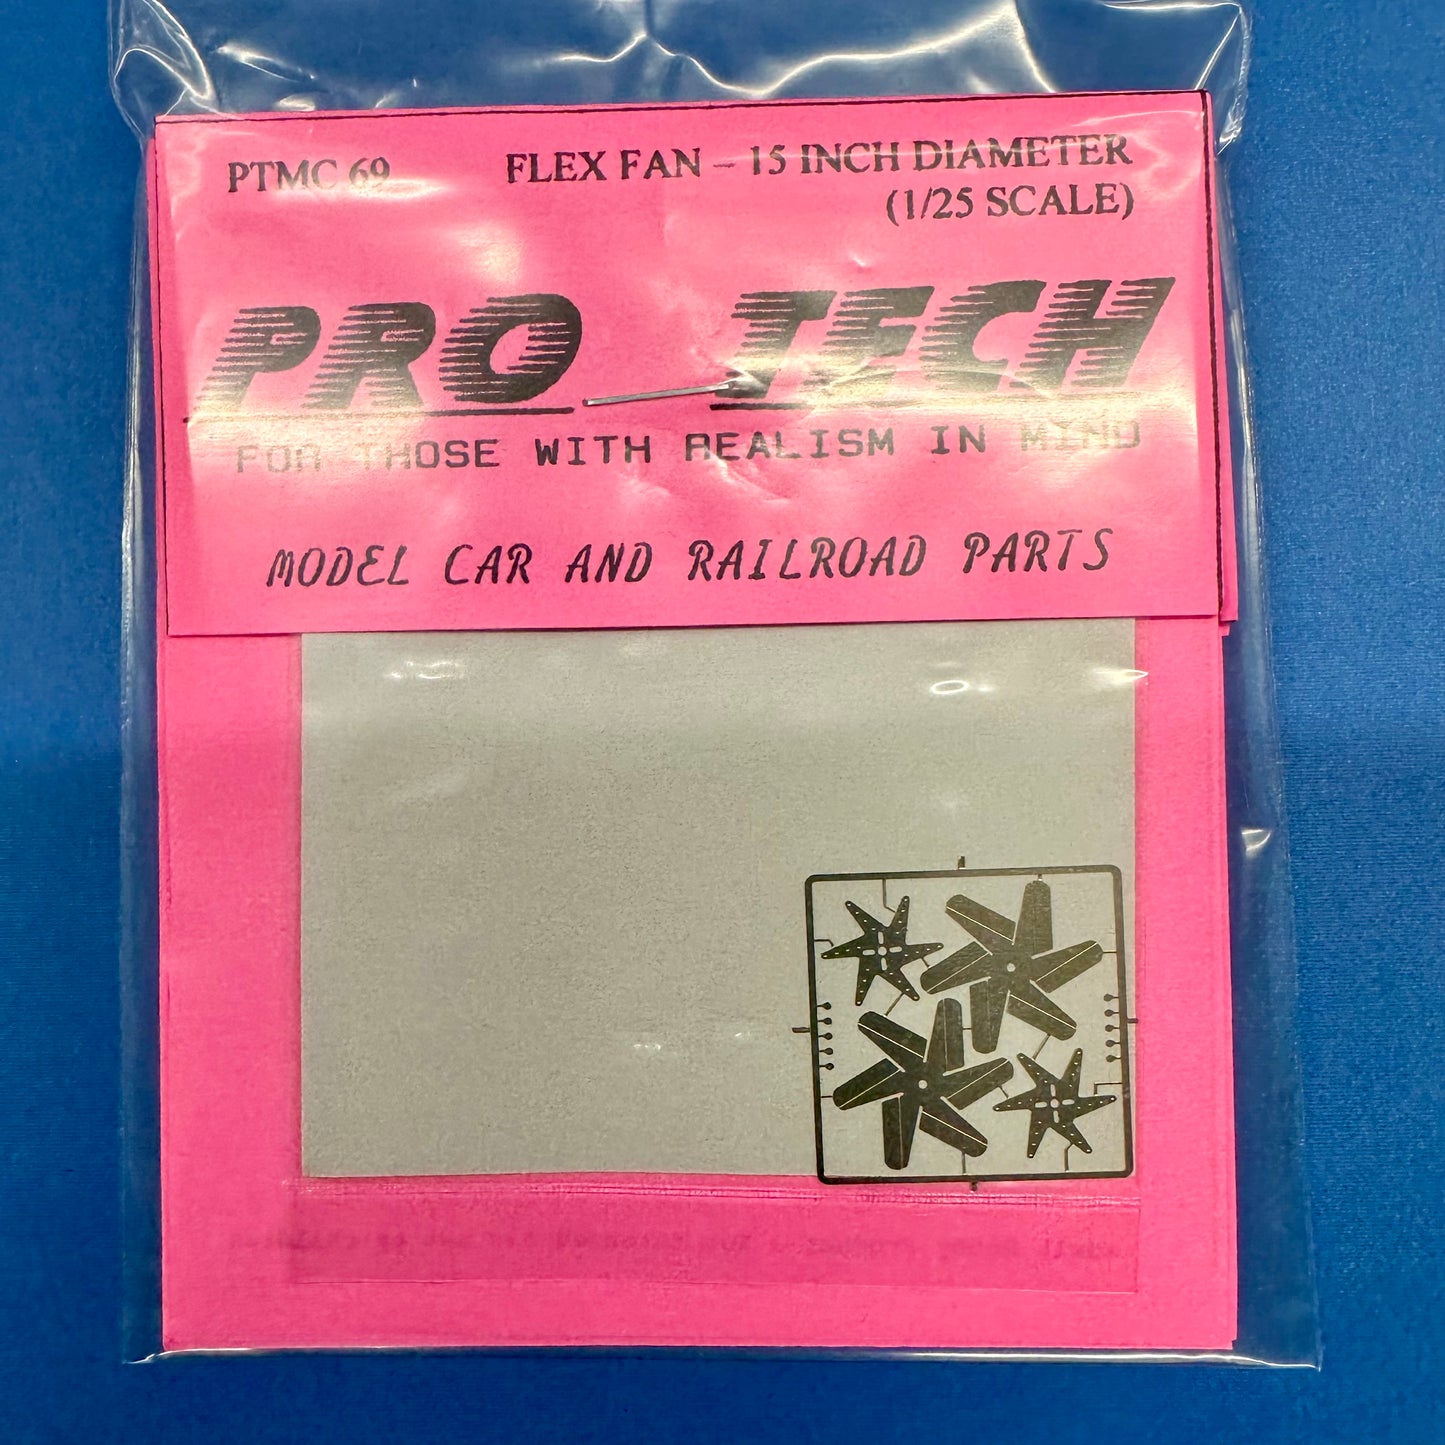 PTMC 69 FLEX FAN – 15 INCH DIAMETER
(1/25 SCALE)
PRO TECH
FOR THOSE WITH REALISM IN MIND
MODEL CAR AND RAILROAD PARTS